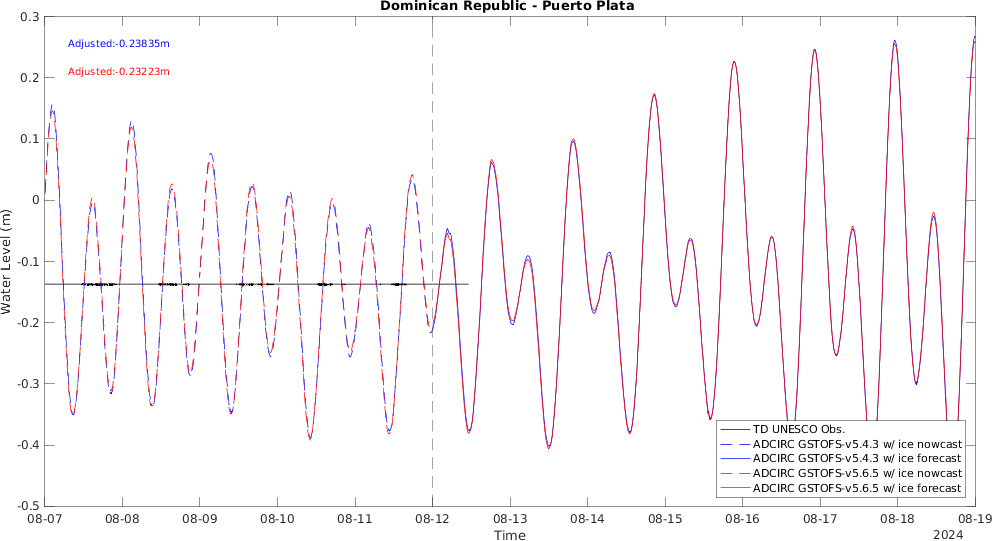 Dominican Republic - Puerto Plata
0.3
0.2
0.1
0
-0.1
-0.2
-0.3
-0.4
-0.5
Water Level (m)
Adjusted:-0.23835m
Adjusted:-0.23223m
TD UNESCO Obs.
ADCIRC GSTOFS-v5.4.3 w/ ice nowcast
ADCIRC GSTOFS-v5.4.3 w/ ice forecast
ADCIRC GSTOFS-v5.6.5 w/ ice nowcast
ADCIRC GSTOFS-v5.6.5 w/ ice forecast
08-07 08-08 08-09 08-10 08-11 08-12 08-13 08-14 08-15 08-16 08-17 08-18 08-19
Time
2024